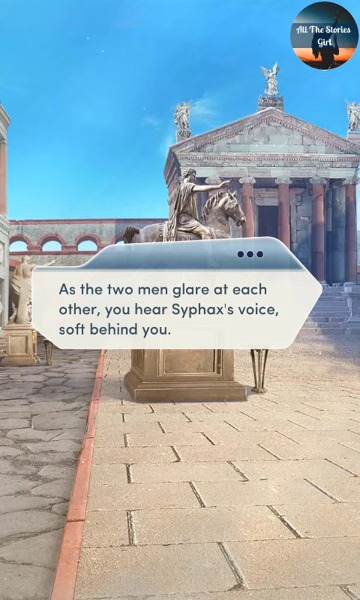 All The Stories
Girl
As the two men glare at each
other, you hear Syphax's voice,
soft behind you.